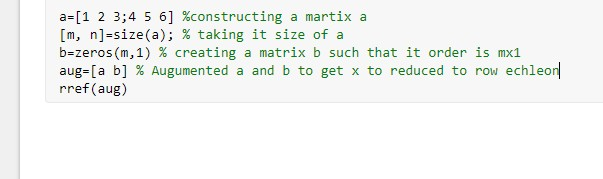 a=[1 2 3;4 5 6] %constructing a martix a
[m, n]=size(a); % taking it size of a
b=zeros(m,1) % creating a matrix b such that it order is mx1
aug=[a b] % Augumented a and b to get x to reduced to row echleon
rref(aug)